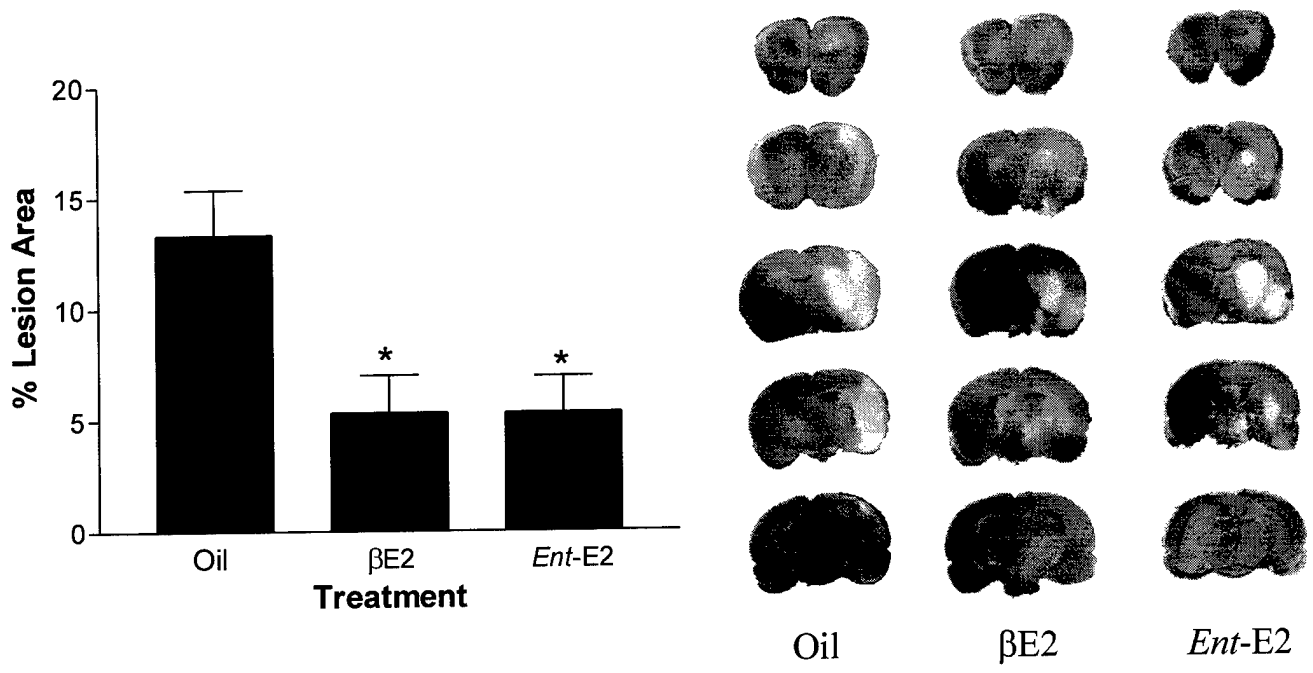 20
15
10
5
0
% Lesion Area
* *
Oil βE2 Ent-E2
Treatment
Oil βE2 Ent-E2